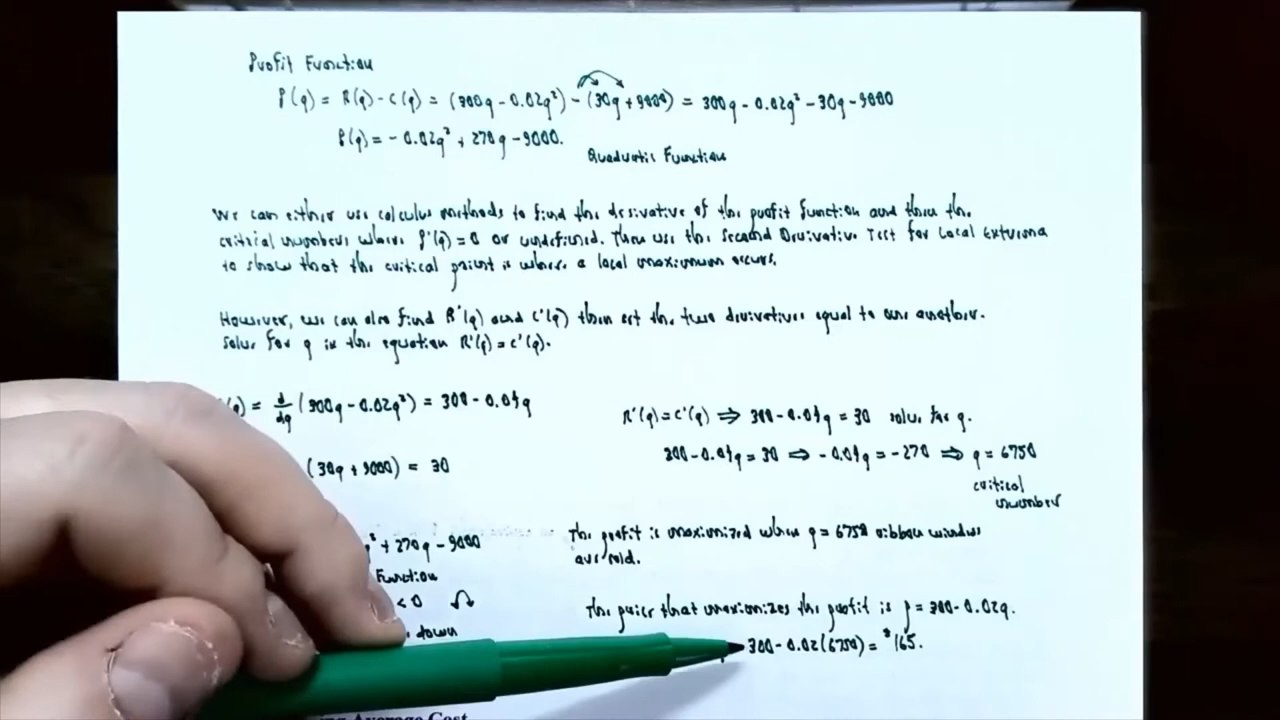 Profit Function
P(q) = R(q) - C(q) = (300q - 0.02q²) - (30q + 9000) = 300q - 0.02q² - 30q - 9000
P(q) = -0.02q² + 270q - 9000.
Quadratic Function
We can either use calculus methods to find the derivative of the profit function and then the
critical numbers where P'(q) = 0 or undefined. Then use the Second Derivative Test for Local Extrema
to show that the critical point is where a local maximum occurs.
However, we can also find R'(q) and C'(q) then set the two derivatives equal to one another.
Solve for q in the equation R'(q) = C'(q).
(q) = d/dq (300q - 0.02q²) = 300 - 0.04q
(30q + 9000) = 30
R'(q) = C'(q) ⇒ 300 - 0.04q = 30 solve for q.
300 - 0.04q = 30 ⇒ -0.04q = -270 ⇒ q = 6750
critical
number
q² + 270q - 9000
Function
< 0
down
The profit is maximized where q = 6750 ribbon winders
are sold.
The price that maximizes the profit is p = 300 - 0.02q.
300 - 0.02(6750) = $165.
Average Cost